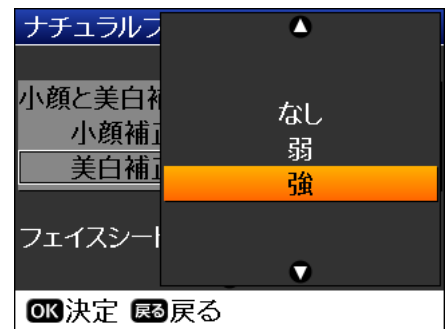 ナチュラルフ
小顔と美白補
小顔補正
美白補正
フェイスシート
なし
弱
強
OK決定 戻る戻る